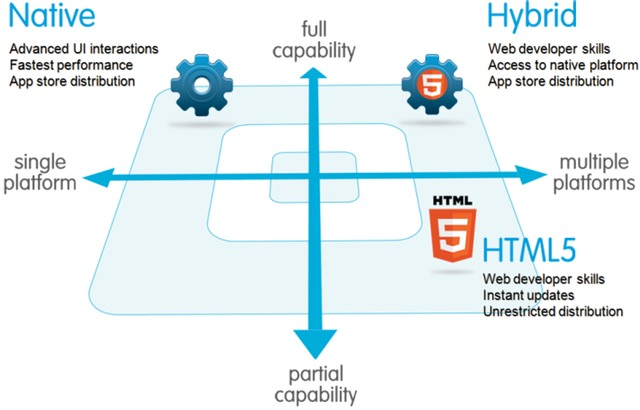 Native
Advanced UI interactions
Fastest performance
App store distribution
full
capability
Hybrid
Web developer skills
Access to native platform
App store distribution
5
single
platform
multiple
platforms
HTML
5
HTML5
Web developer skills
Instant updates
Unrestricted distribution
partial
capability